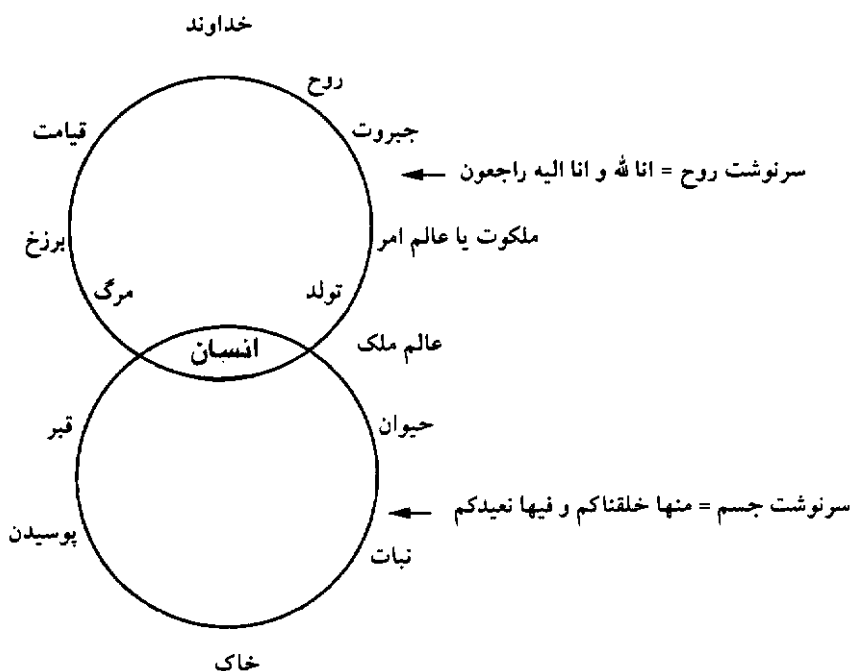 خداوند
روح
جبروت
قیامت
سرنوشت روح = انا لله و انا الیه راجعون
ملکوت یا عالم امر
برزخ
تولد
مرگ
عالم ملک
انسان
حیوان
قبر
سرنوشت جسم = منها خلقناکم و فیها نعیدکم
پوسیدن
نبات
خاک